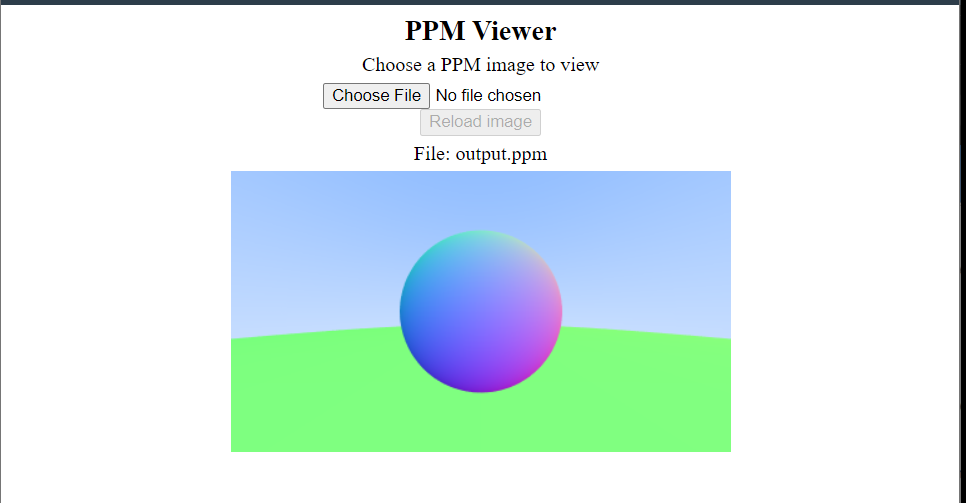 PPM Viewer
Choose a PPM image to view
Choose File No file chosen
Reload image
File: output.ppm